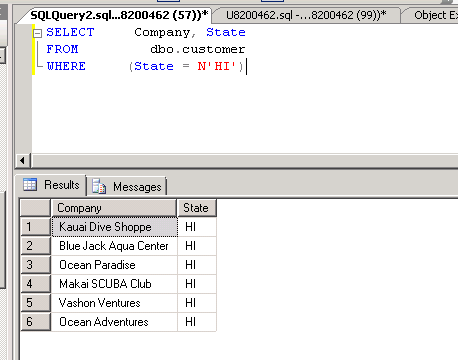 SQLQuery2.sql...8200462 (57))* U8200462.sql -...8200462 (99))* Object Ex
SELECT Company, State
FROM dbo.customer
WHERE (State = N'HI')
Results Messages
Company State
1 Kauai Dive Shoppe HI
2 Blue Jack Aqua Center HI
3 Ocean Paradise HI
4 Makai SCUBA Club HI
5 Vashon Ventures HI
6 Ocean Adventures HI